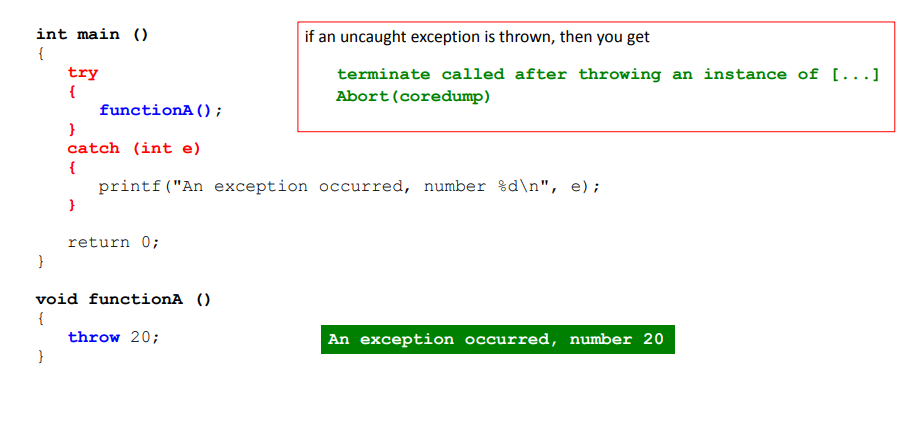 int main ()
{
try
{
functionA();
}
catch (int e)
{
printf("An exception occurred, number %d\n", e);
}
return 0;
}
void functionA ()
{
throw 20;
}
if an uncaught exception is thrown, then you get
terminate called after throwing an instance of [...]
Abort(coredump)
An exception occurred, number 20